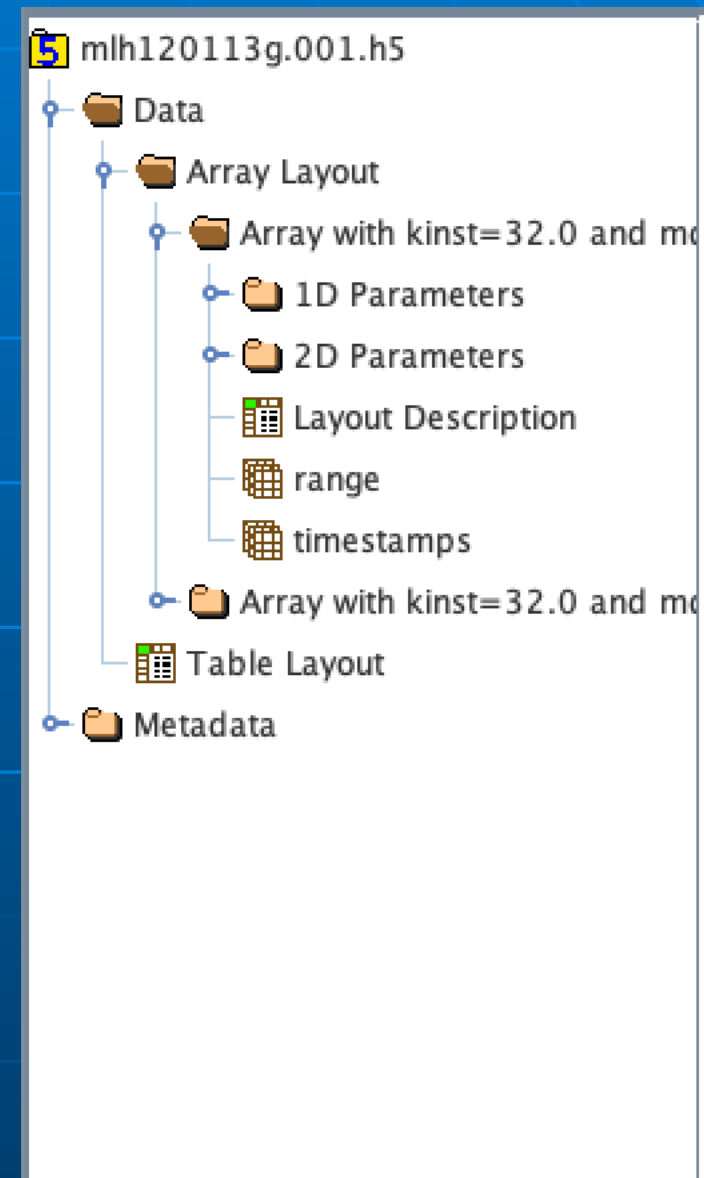 5 mlh120113g.001.h5
Data
Array Layout
Array with kinst=32.0 and
1D Parameters
2D Parameters
Layout Description
range
timestamps
Array with kinst=32.0 and
Table Layout
Metadata